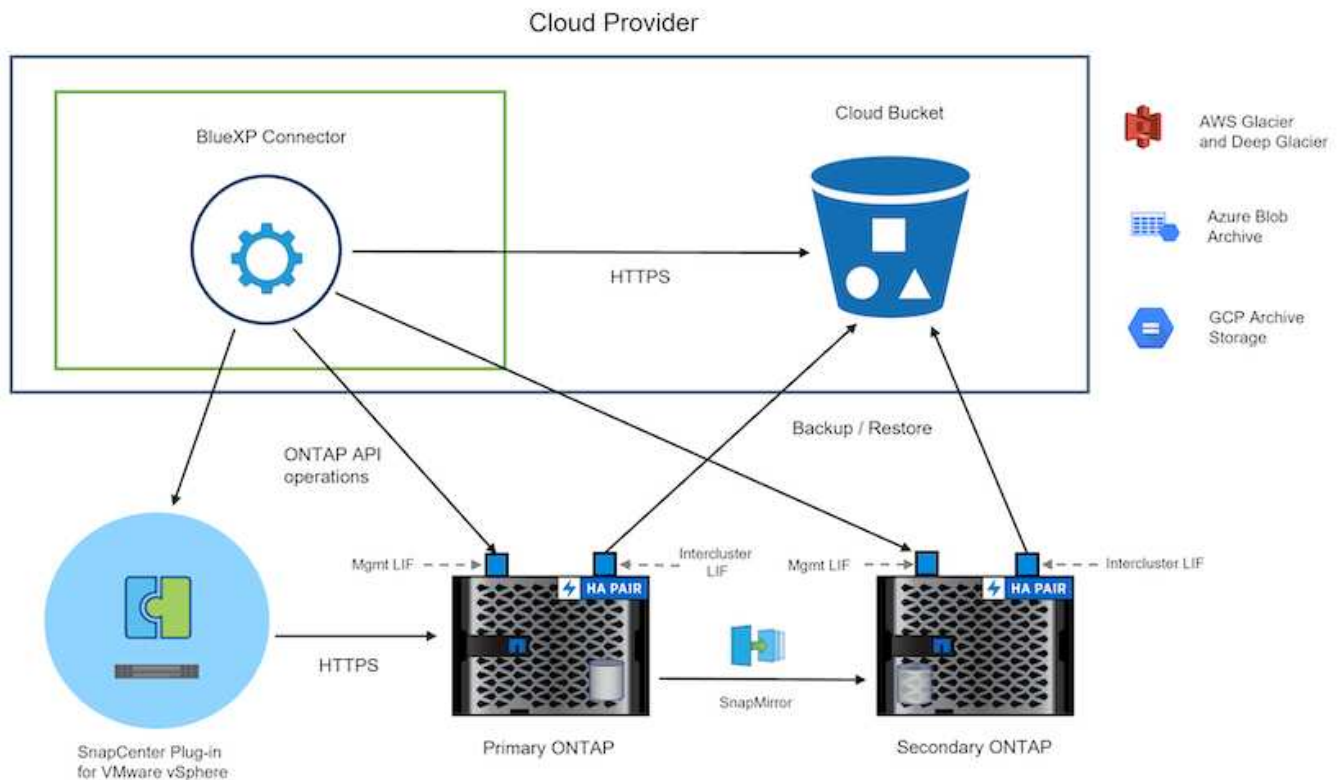 Cloud Provider
BlueXP Connector
Cloud Bucket
AWS Glacier
and Deep Glacier
Azure Blob
Archive
HTTPS
GCP Archive
Storage
Backup / Restore
ONTAP API
operations
Mgmt LIF
Intercluster
LIF
Mgmt LIF
Intercluster LIF
HA PAIR
HA PAIR
HTTPS
SnapMirror
SnapCenter Plug-in
for VMware vSphere
Primary ONTAP
Secondary ONTAP